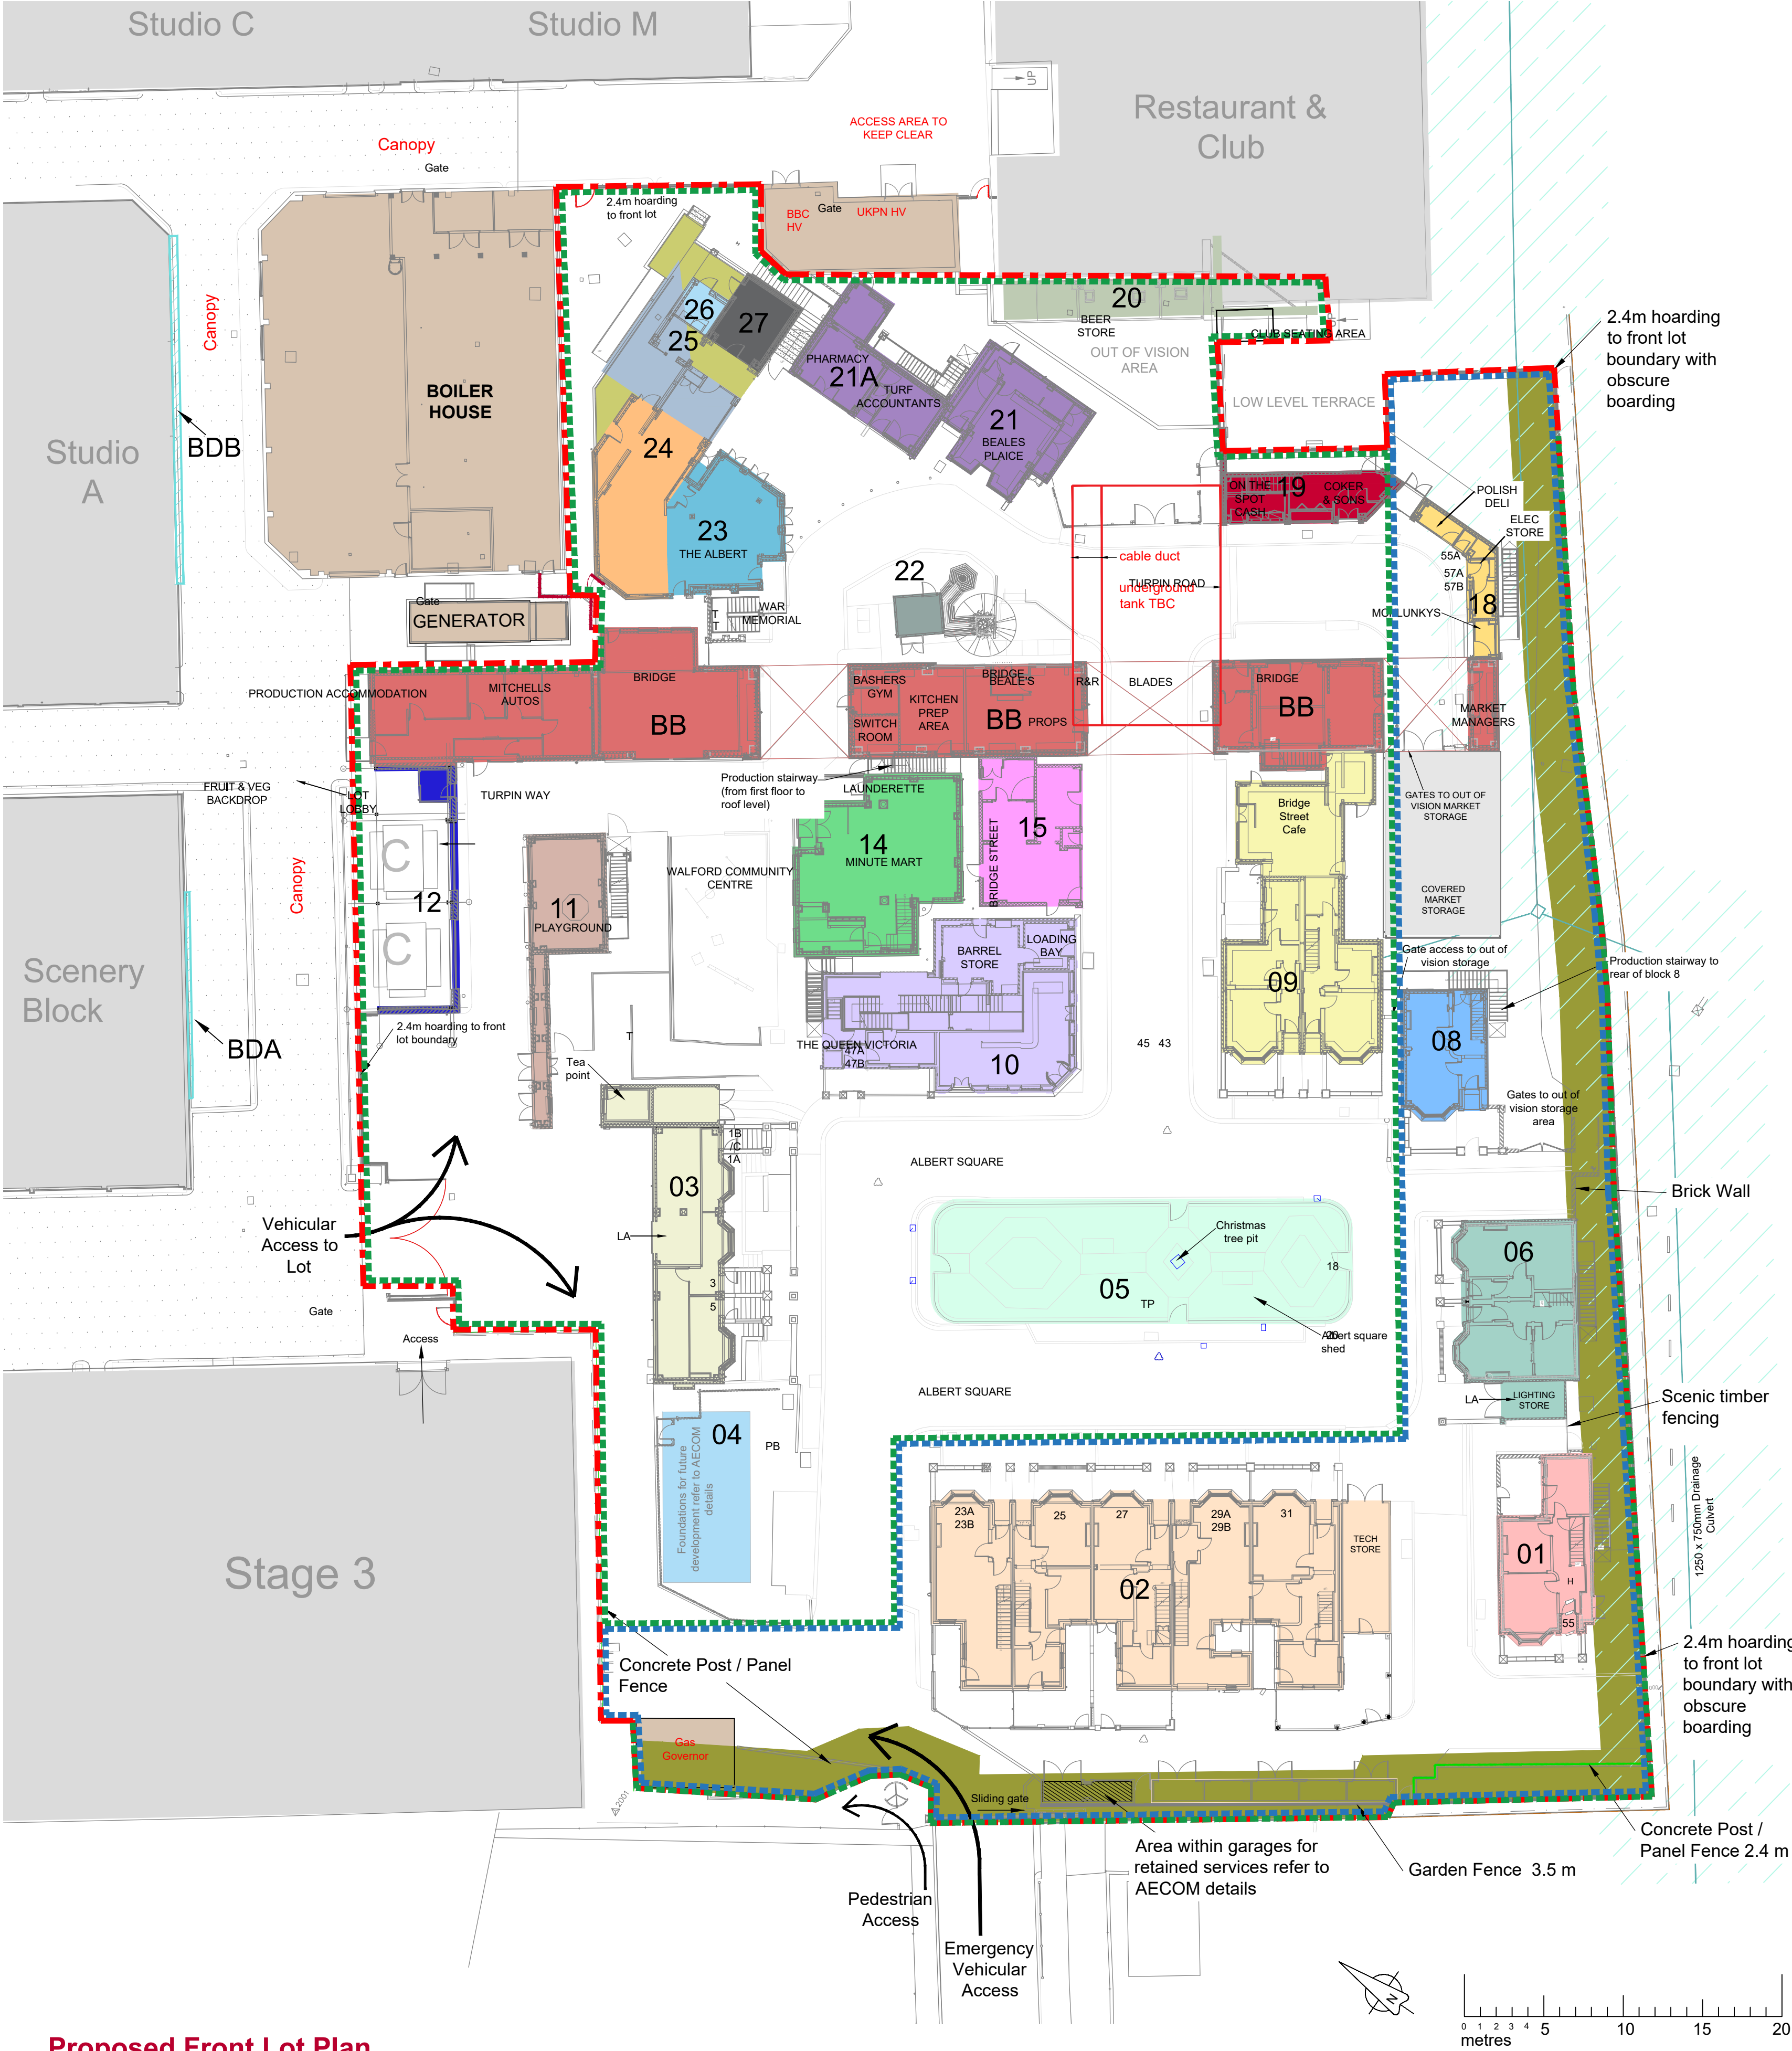 Studio C
Studio M
UP
Restaurant &
Club
ACCESS AREA TO
KEEP CLEAR
Canopy
Gate
2.4m hoarding
to front lot
BBC
HV
Gate
UKPN HV
Canopy
26
25
27
20
BEER
STORE
CLUB SEATING AREA
OUT OF VISION
AREA
2.4m hoarding
to front lot
boundary with
obscure
boarding
PHARMACY
21A
TURF
ACCOUNTANTS
BOILER
HOUSE
LOW LEVEL TERRACE
21
BEALES
PLAICE
Studio
A
BDB
24
ON THE
SPOT
CASH
19
COKER
& SONS
POLISH
DELI
ELEC
STORE
23
THE ALBERT
cable duct
TURPIN ROAD
underground
tank TBC
55A
57A
57B
18
22
Gate
GENERATOR
T
T
WAR
MEMORIAL
MCKLUNKYS
PRODUCTION ACCOMMODATION
MITCHELLS
AUTOS
BRIDGE
BB
BASHERS
GYM
SWITCH
ROOM
KITCHEN
PREP
AREA
BRIDGE
BEALE'S
BB
PROPS
R&R
BLADES
BRIDGE
BB
MARKET
MANAGERS
FRUIT & VEG
BACKDROP
LOT
LOBBY
TURPIN WAY
Production stairway
(from first floor to
roof level)
LAUNDERETTE
14
MINUTE MART
15
BRIDGE STREET
Bridge
Street
Cafe
GATES TO OUT OF
VISION MARKET
STORAGE
COVERED
MARKET
STORAGE
Canopy
C
C
12
11
PLAYGROUND
WALFORD COMMUNITY
CENTRE
Scenery
Block
BDA
2.4m hoarding to front
lot boundary
T
BARREL
STORE
LOADING
BAY
THE QUEEN VICTORIA
47A
47B
10
45
43
09
Gate access to out of
vision storage
Production stairway to
rear of block 8
08
Gates to out of
vision storage
area
Tea
point
1B
/C
1A
03
LA
3
5
ALBERT SQUARE
Brick Wall
Vehicular
Access to
Lot
Christmas
tree pit
18
05
TP
Albert square
shed
06
Gate
Access
LA
LIGHTING
STORE
Scenic timber
fencing
ALBERT SQUARE
04
PB
Foundations for future
development refer to AECOM
details
Stage 3
23A
23B
25
27
29A
29B
31
TECH
STORE
02
01
H
55
1250 x 750mm Drainage
Culvert
Concrete Post / Panel
Fence
2.4m hoarding
to front lot
boundary with
obscure
boarding
Gas
Governor
2001
Sliding gate
Area within garages for
retained services refer to
AECOM details
Garden Fence 3.5 m
Concrete Post /
Panel Fence 2.4 m
Pedestrian
Access
Emergency
Vehicular
Access
N
0 1 2 3 4 5 10 15 20
metres
Proposed Front Lot Plan